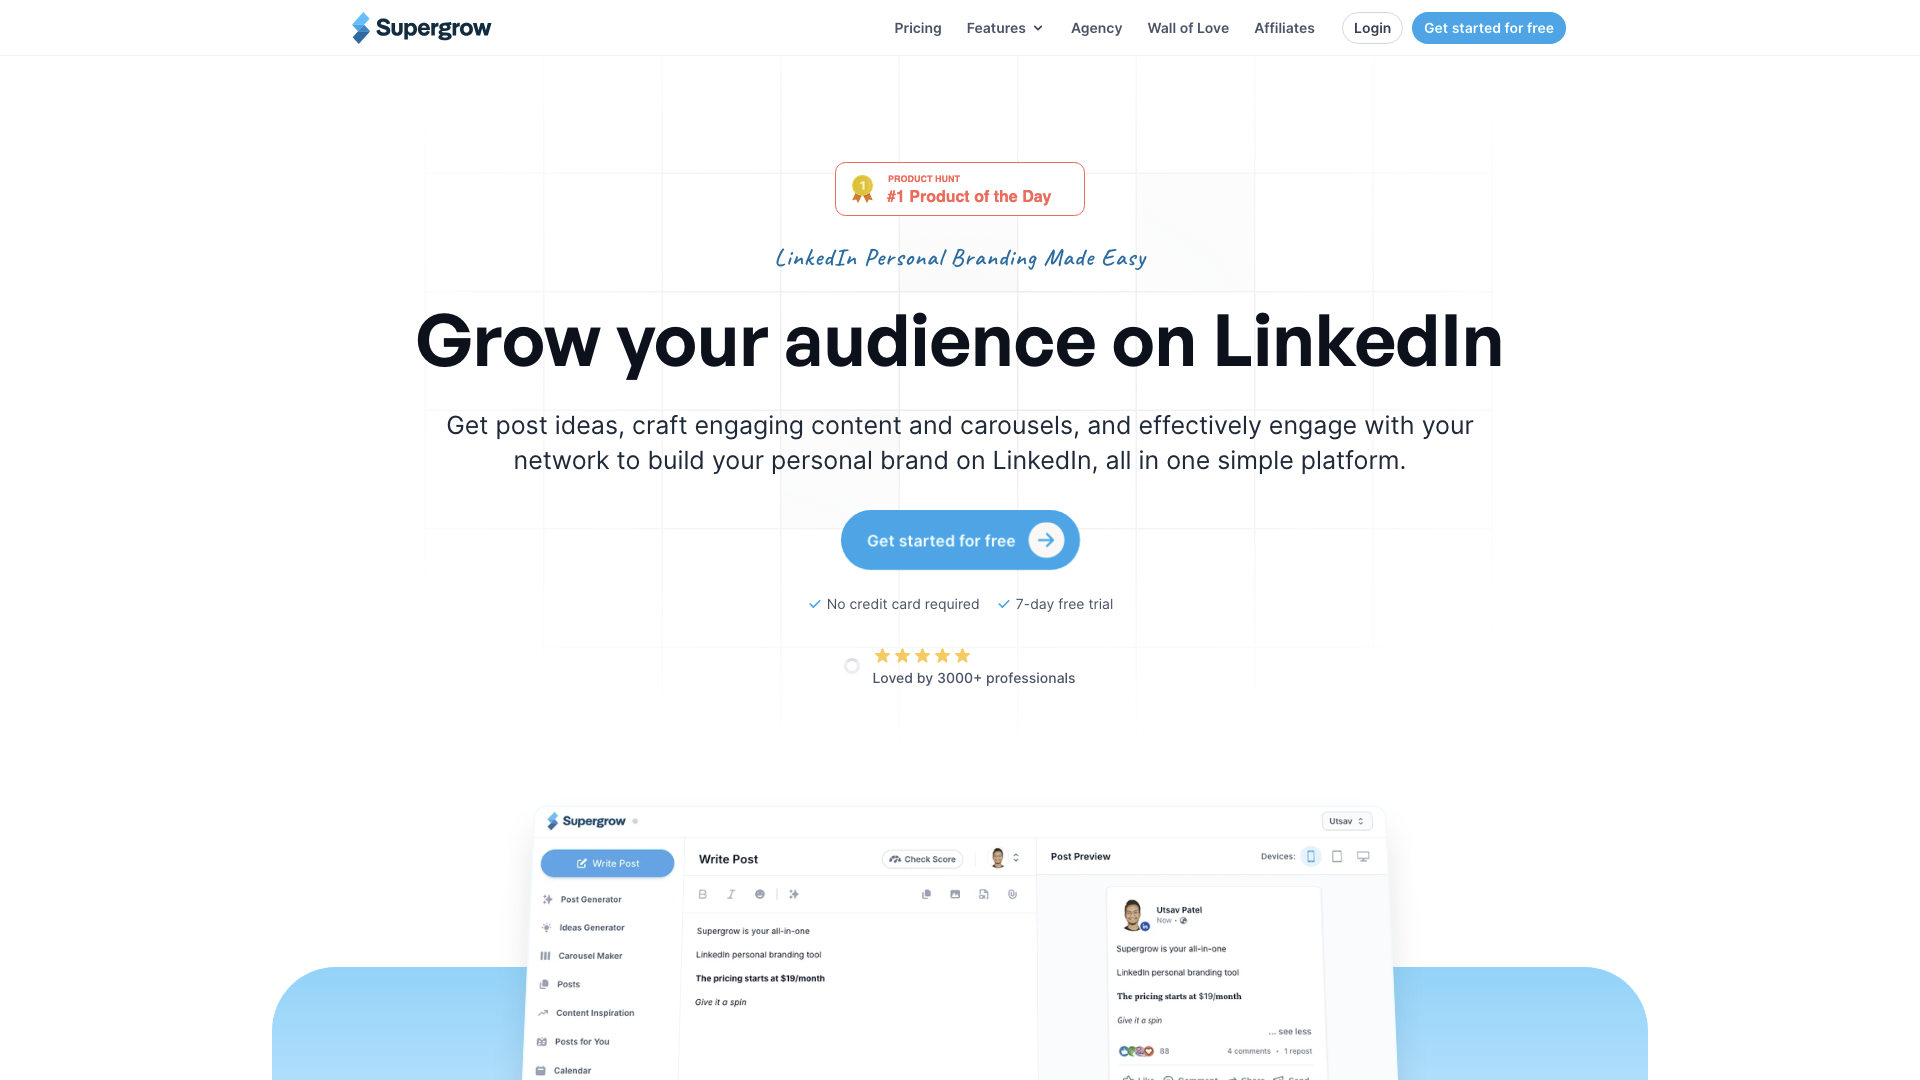 Supergrow
Pricing
Features
Agency
Wall of Love
Affiliates
Login
Get started for free
1
PRODUCT HUNT
#1 Product of the Day
LinkedIn Personal Branding Made Easy
Grow your audience on LinkedIn
Get post ideas, craft engaging content and carousels, and effectively engage with your
network to build your personal brand on LinkedIn, all in one simple platform.
Get started for free
No credit card required
7-day free trial
Loved by 3000+ professionals
Supergrow
Utsav
Write Post
Post Generator
Ideas Generator
Carousel Maker
Posts
Content Inspiration
Posts for You
Calendar
Write Post
Check Score
B I
Supergrow is your all-in-one
LinkedIn personal branding tool
The pricing starts at $19/month
Give it a spin
Post Preview
Devices:
Utsav Patel
Now •
Supergrow is your all-in-one
LinkedIn personal branding tool
The pricing starts at $19/month
Give it a spin
... see less
88
4 comments • 1 repost
Like
Comment
Share
Send